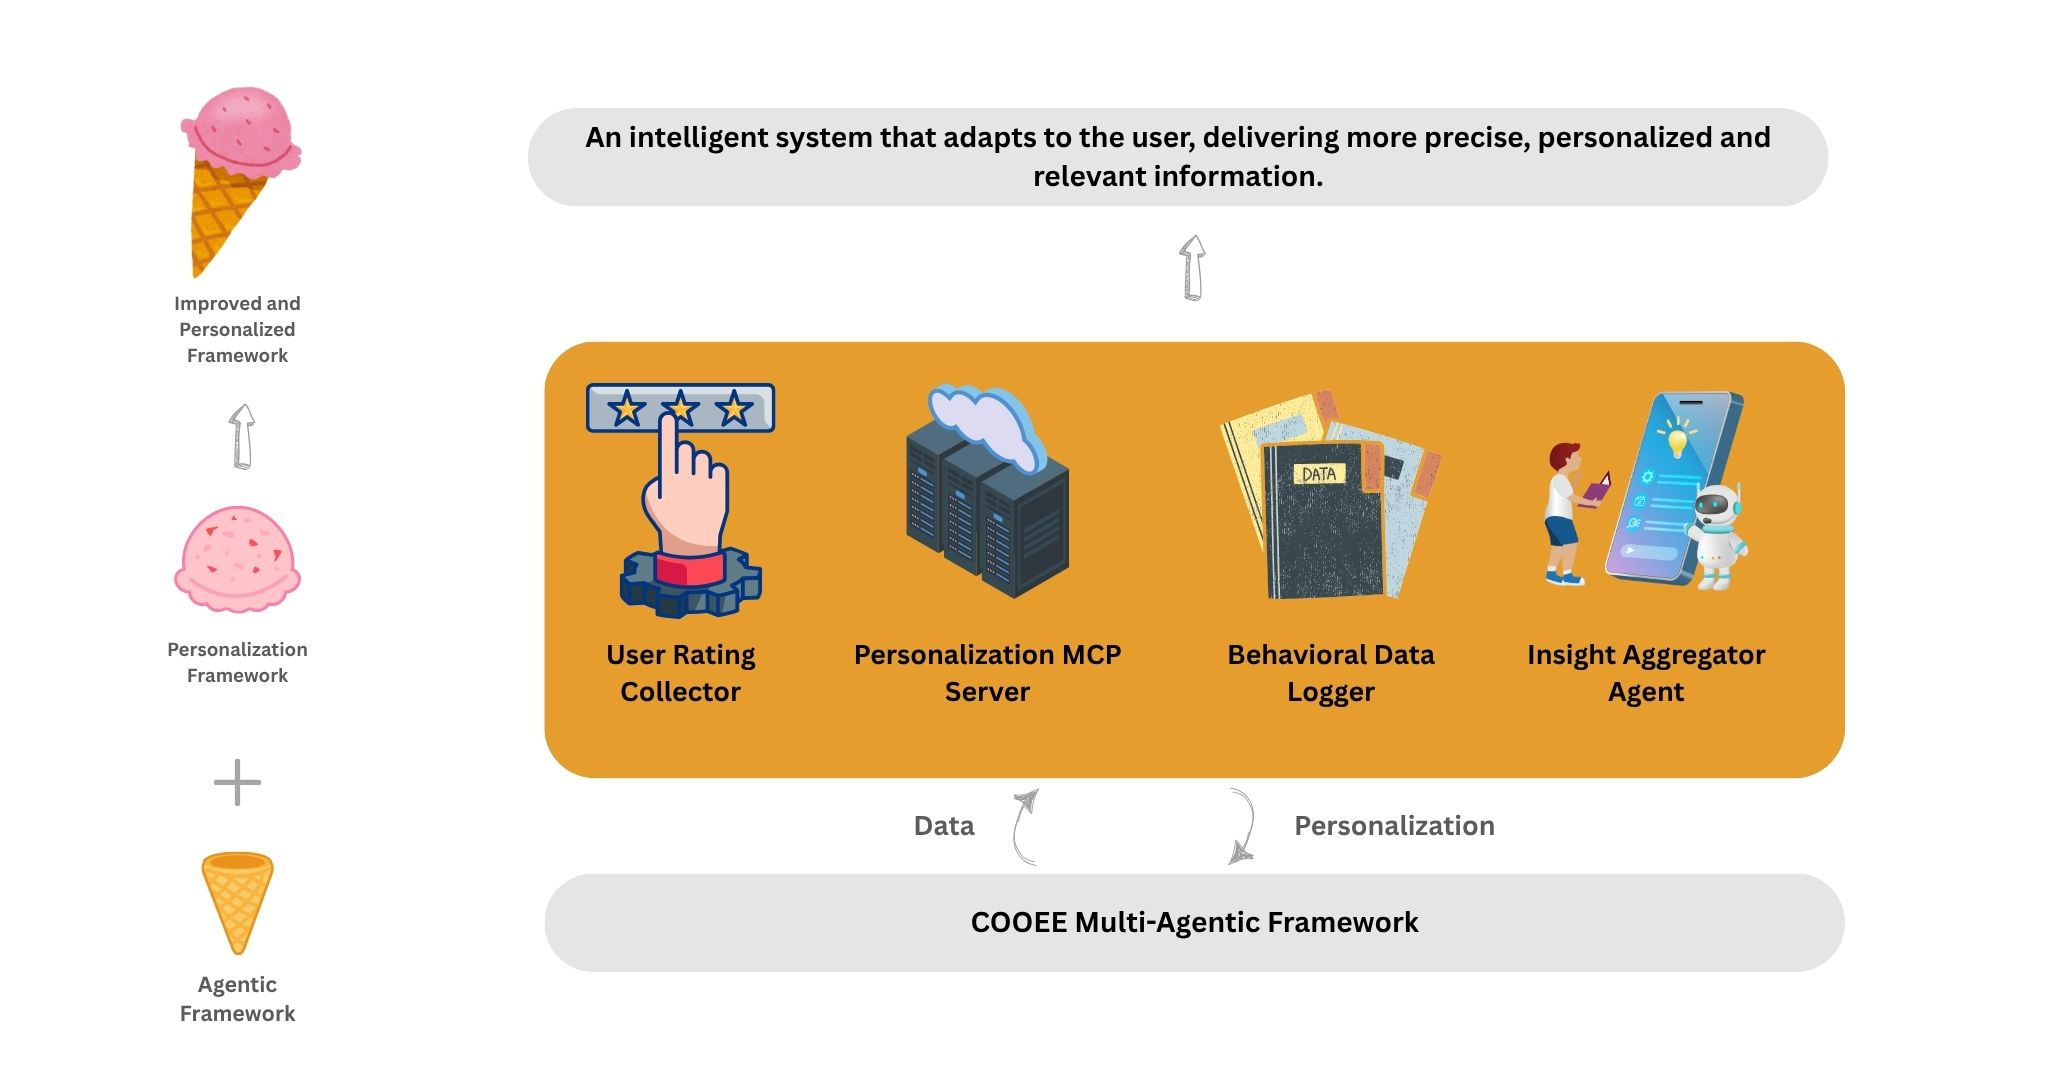 An intelligent system that adapts to the user, delivering more precise, personalized and
relevant information.
Improved and
Personalized
Framework
DATA
User Rating
Collector
Personalization MCP
Server
Behavioral Data
Logger
Insight Aggregator
Agent
Personalization
Framework
Data
Personalization
COOEE Multi-Agentic Framework
Agentic
Framework